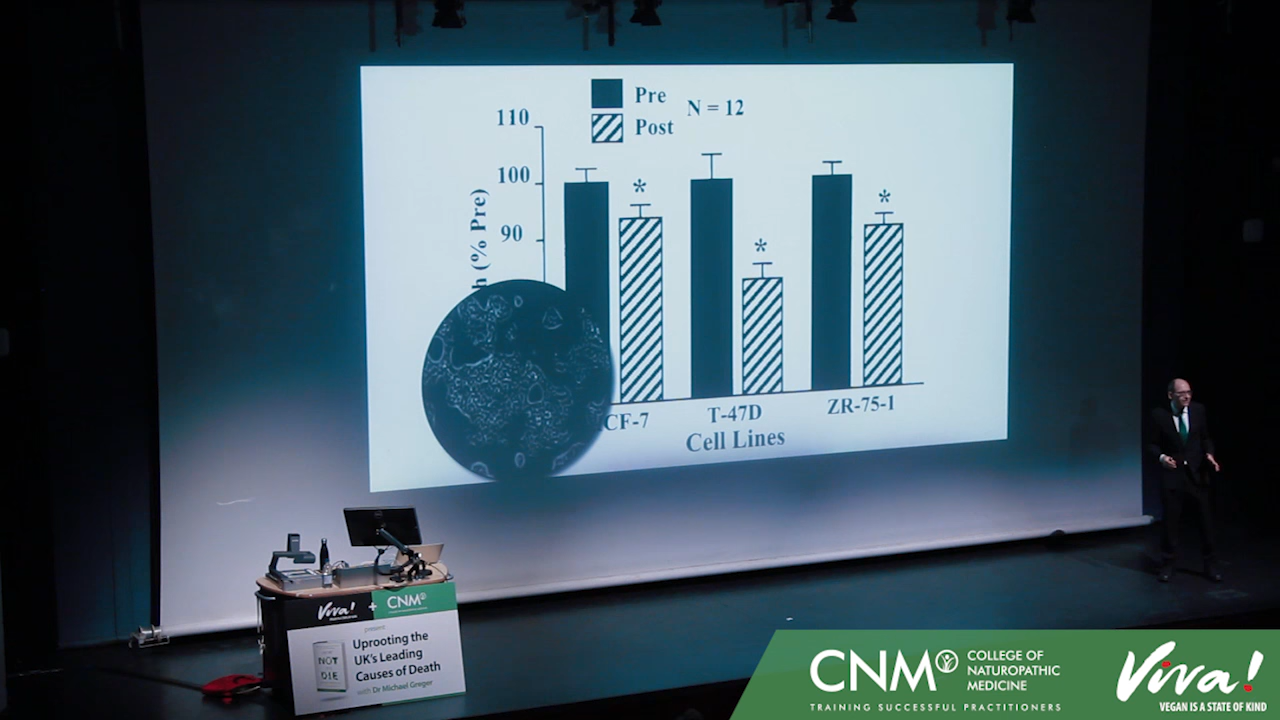 Pre
Post
N = 12
110
100
90
h (% Pre)
*
*
*
CF-7
T-47D
ZR-75-1
Cell Lines
Viva! + CNM
present
Uprooting the
UK's Leading
Causes of Death
with Dr Michael Greger
NOT
DIE
CNM
COLLEGE OF
NATUROPATHIC
MEDICINE
TRAINING SUCCESSFUL PRACTITIONERS
Viva!
VEGAN IS A STATE OF KIND